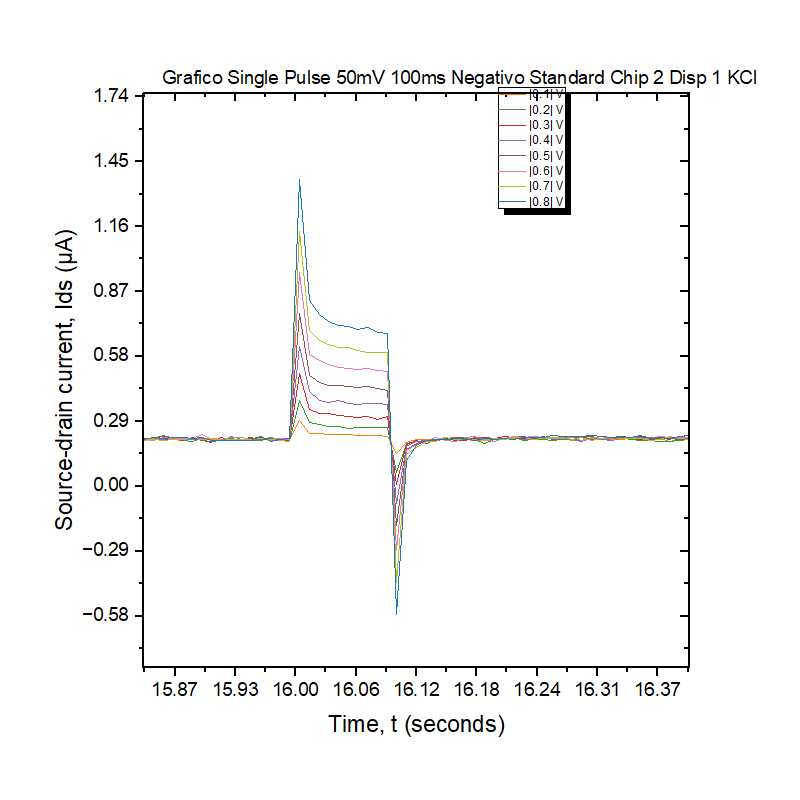 Grafico Single Pulse 50mV 100ms Negativo Standard Chip 2 Disp 1 KCl
|0.1| V
|0.2| V
|0.3| V
|0.4| V
|0.5| V
|0.6| V
|0.7| V
|0.8| V
1.74
1.45
1.16
0.87
0.58
0.29
0.00
−0.29
−0.58
Source-drain current, Ids (µA)
15.87 15.93 16.00 16.06 16.12 16.18 16.24 16.31 16.37
Time, t (seconds)